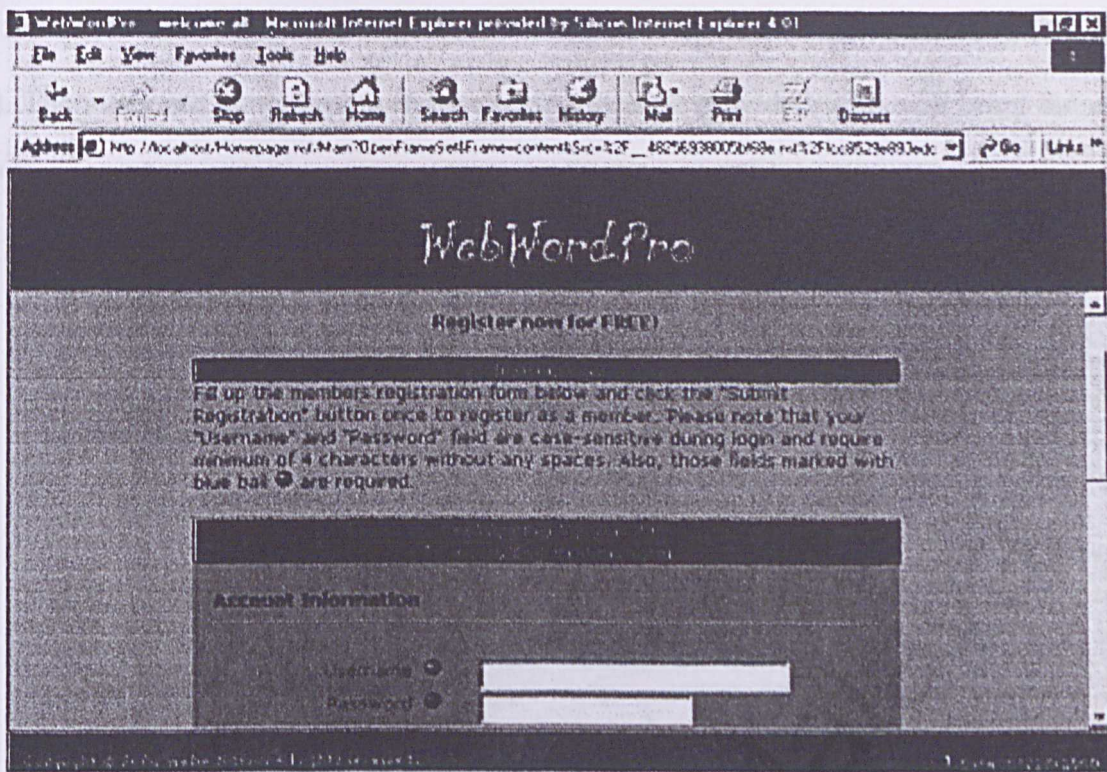 WebWordPro - welcome all - Microsoft Internet Explorer provided by Silicon Internet Explorer 4.01
File Edit View Favorites Tools Help
Back Forward Stop Refresh Home Search Favorites History Mail Print Edit Discuss
Address Go Links
WebWordPro
Register now for FREE!
Fill up the members registration form below and click the "Submit
Registration" button once to register as a member. Please note that your
"Username" and "Password" field are case-sensitive during login and require
minimum of 4 characters without any spaces. Also, those fields marked with
blue ball are required.
Account Information
Username
Password